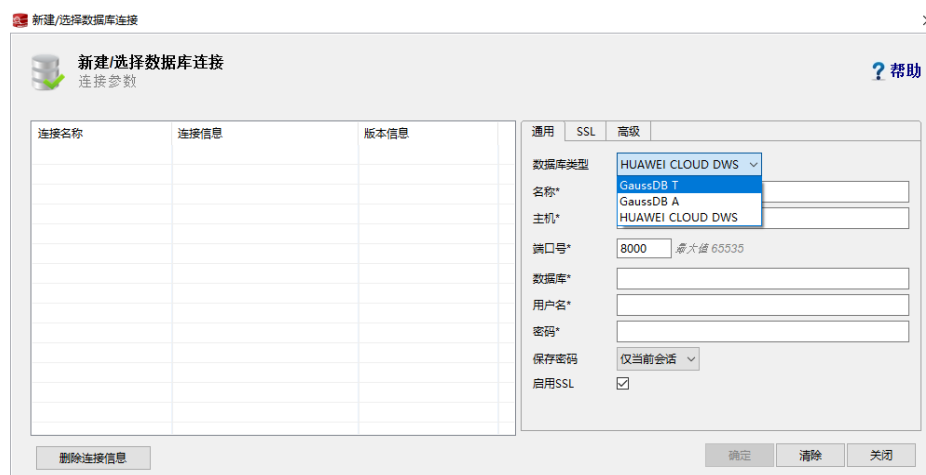 新建/选择数据库连接
新建/选择数据库连接
连接参数
? 帮助
连接名称 连接信息 版本信息
通用 SSL 高级
数据库类型 HUAWEI CLOUD DWS
GaussDB T
GaussDB A
HUAWEI CLOUD DWS
名称*
主机*
端口号* 8000 最大值 65535
数据库*
用户名*
密码*
保存密码 仅当前会话
启用SSL
删除连接信息
确定 清除 关闭